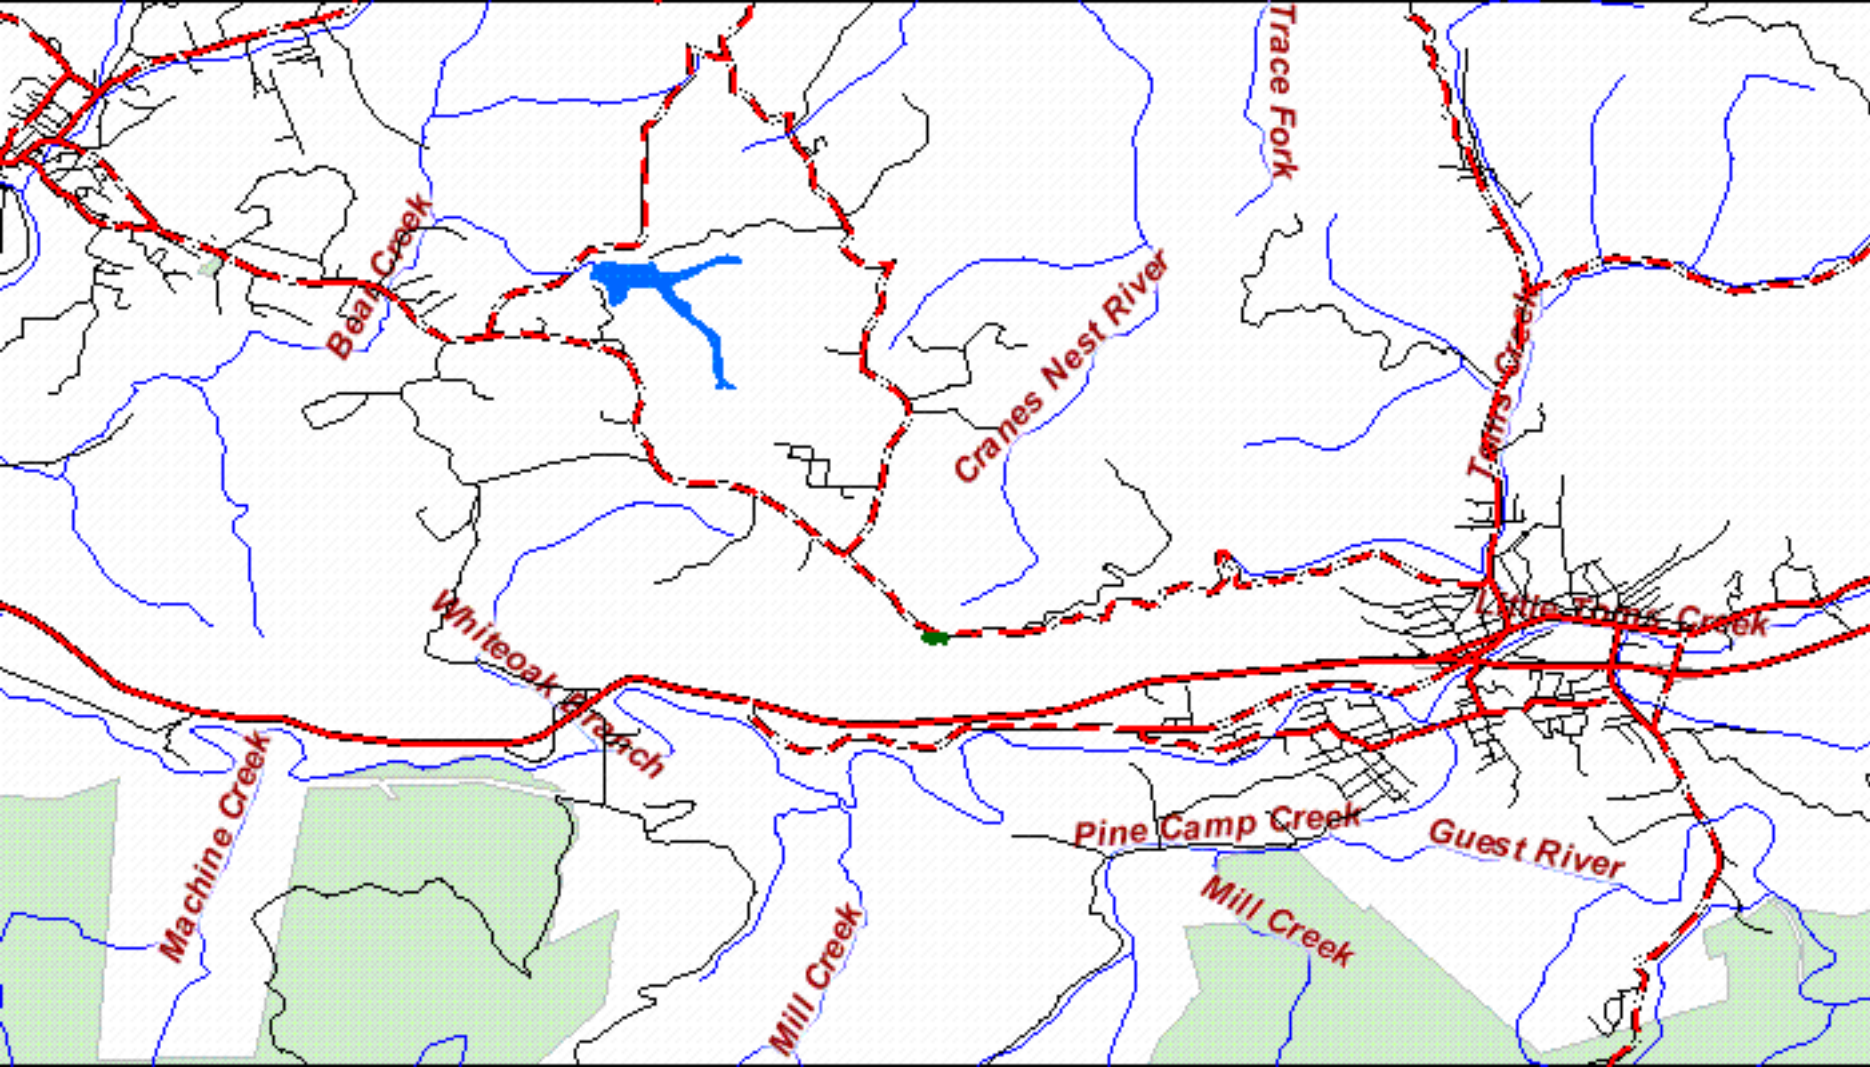 Trace Fork
Bear Creek
Cranes Nest River
Toms Creek
Whiteoak Branch
Little Toms Creek
Machine Creek
Pine Camp Creek
Guest River
Mill Creek
Mill Creek